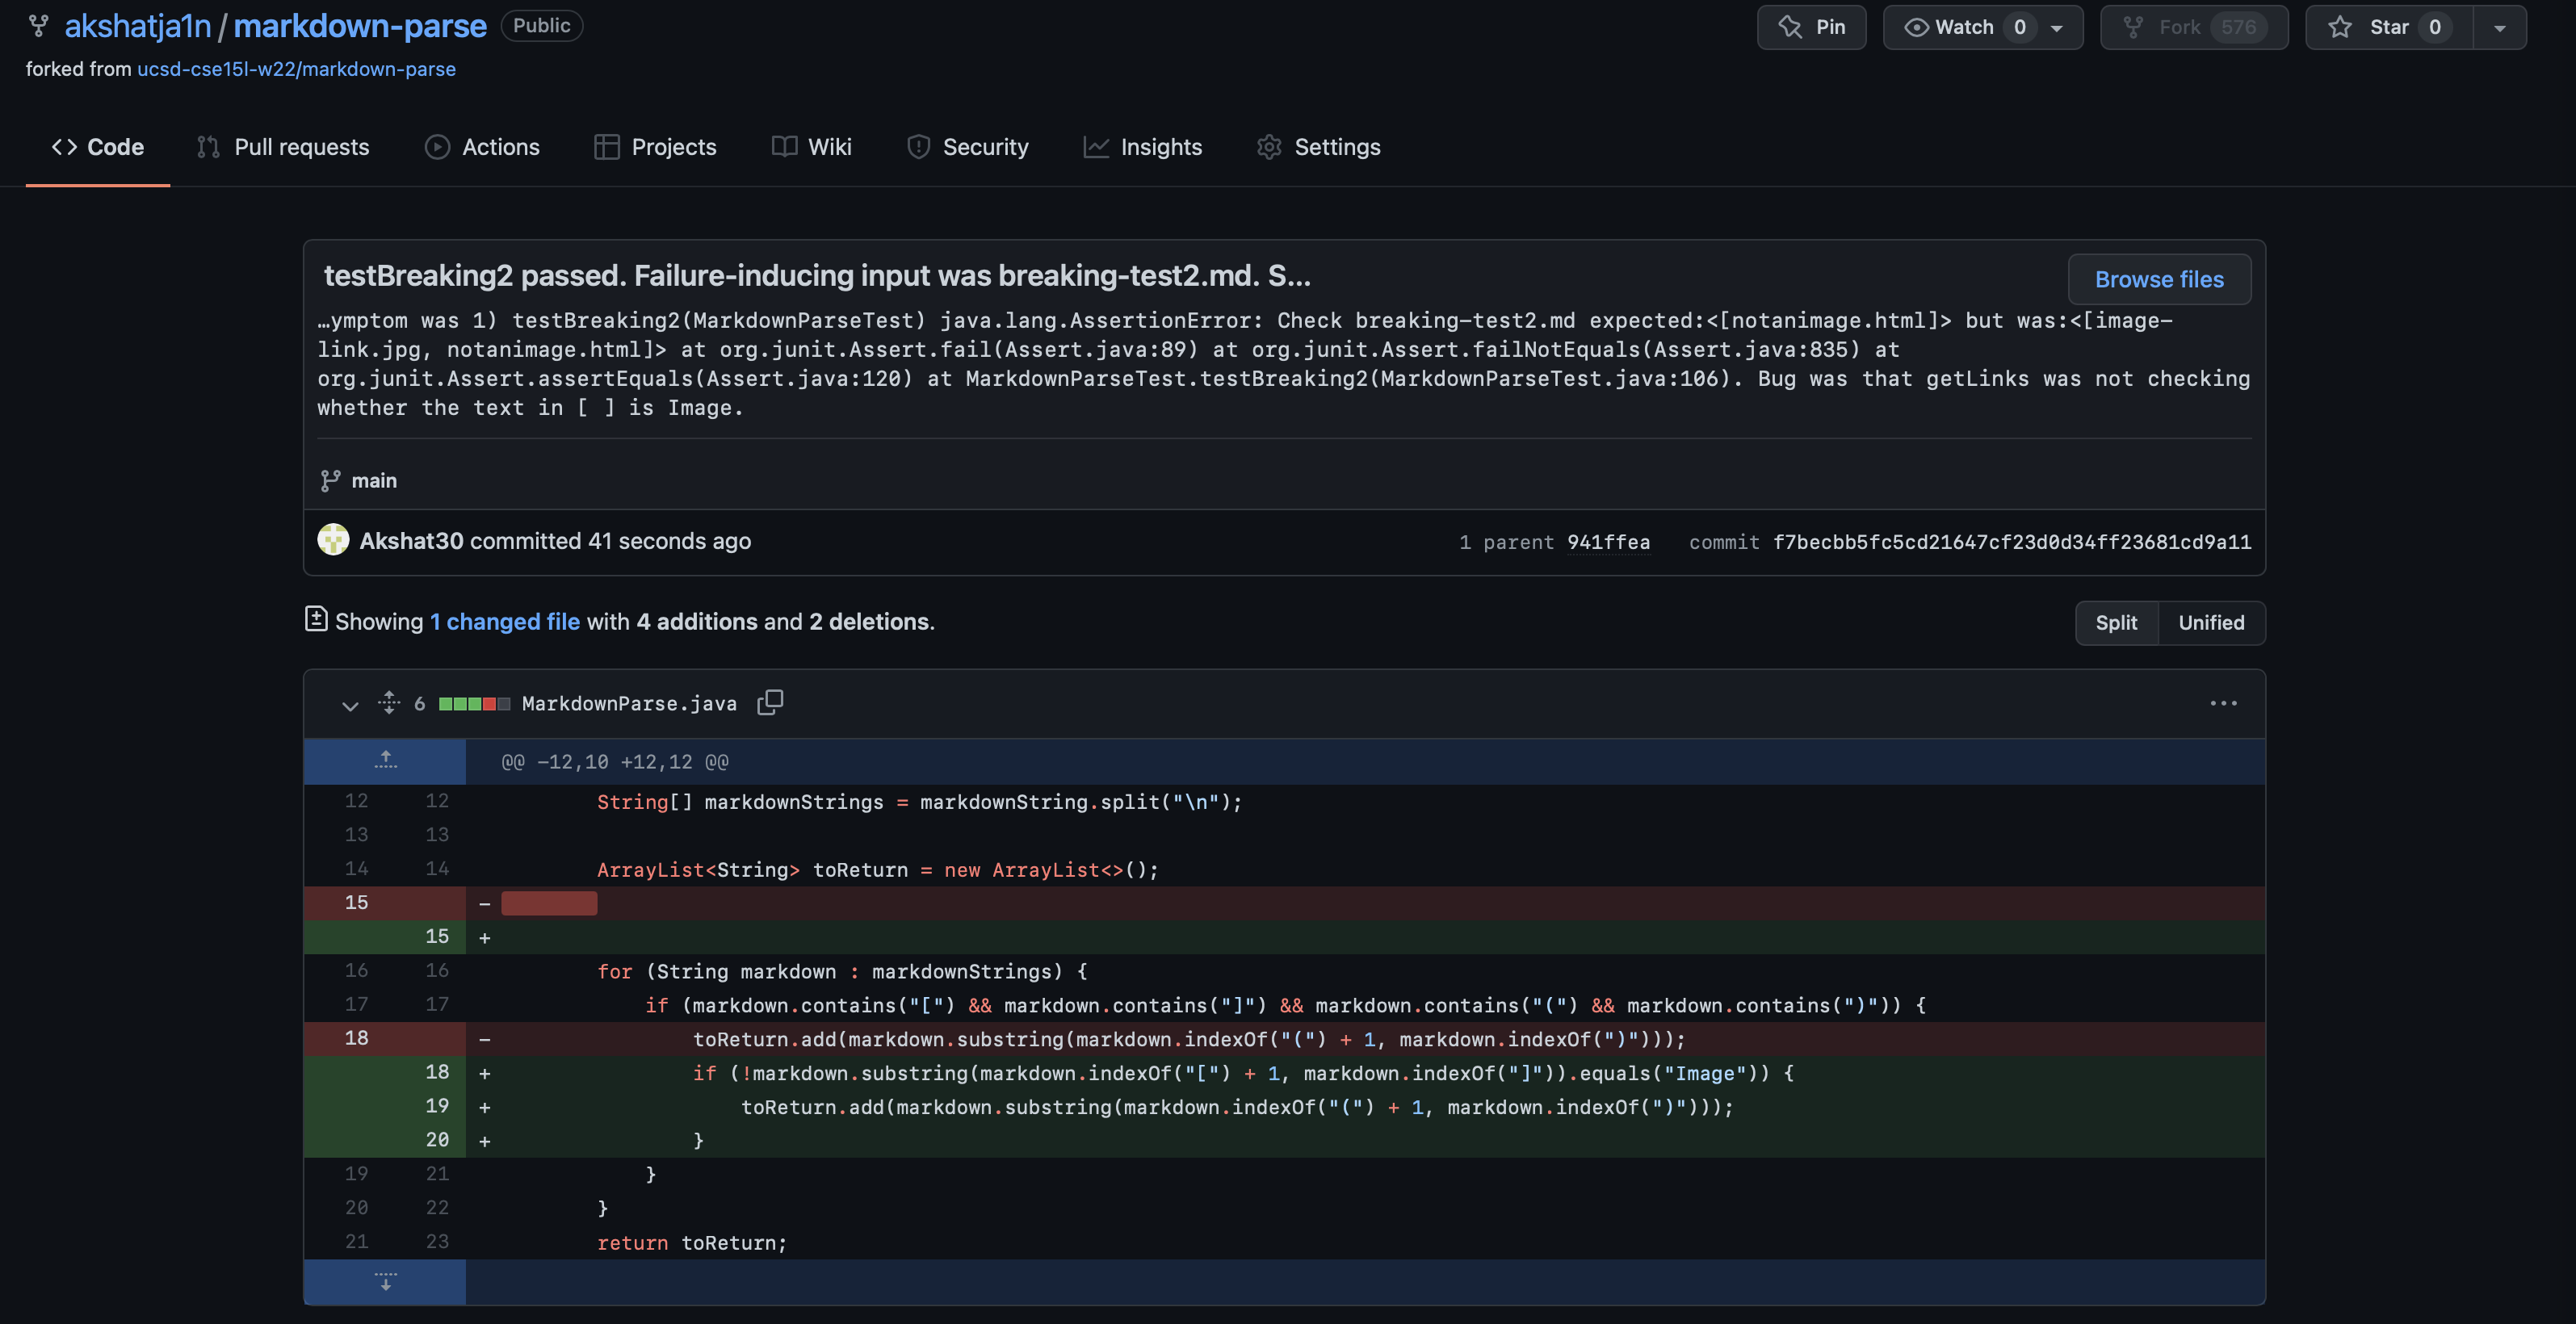 akshatja1n / markdown-parse Public
Pin Watch 0 Fork 576 Star 0
forked from ucsd-cse15l-w22/markdown-parse
<> Code Pull requests Actions Projects Wiki Security Insights Settings
testBreaking2 passed. Failure-inducing input was breaking-test2.md. S...
Browse files
…ymptom was 1) testBreaking2(MarkdownParseTest) java.lang.AssertionError: Check breaking-test2.md expected:<[notanimage.html]> but was:<[image-
link.jpg, notanimage.html]> at org.junit.Assert.fail(Assert.java:89) at org.junit.Assert.failNotEquals(Assert.java:835) at
org.junit.Assert.assertEquals(Assert.java:120) at MarkdownParseTest.testBreaking2(MarkdownParseTest.java:106). Bug was that getLinks was not checking
whether the text in [ ] is Image.
main
Akshat30 committed 41 seconds ago
1 parent 941ffea commit f7becbb5fc5cd21647cf23d0d34ff23681cd9a11
Showing 1 changed file with 4 additions and 2 deletions.
Split Unified
6 MarkdownParse.java ...
@@ -12,10 +12,12 @@
12 12 String[] markdownStrings = markdownString.split("\n");
13 13
14 14 ArrayList<String> toReturn = new ArrayList<>();
15 -
15 +
16 16 for (String markdown : markdownStrings) {
17 17 if (markdown.contains("[") && markdown.contains("]") && markdown.contains("(") && markdown.contains(")")) {
18 - toReturn.add(markdown.substring(markdown.indexOf("(") + 1, markdown.indexOf(")")));
18 + if (!markdown.substring(markdown.indexOf("[") + 1, markdown.indexOf("]")).equals("Image")) {
19 + toReturn.add(markdown.substring(markdown.indexOf("(") + 1, markdown.indexOf(")")));
20 + }
19 21 }
20 22 }
21 23 return toReturn;